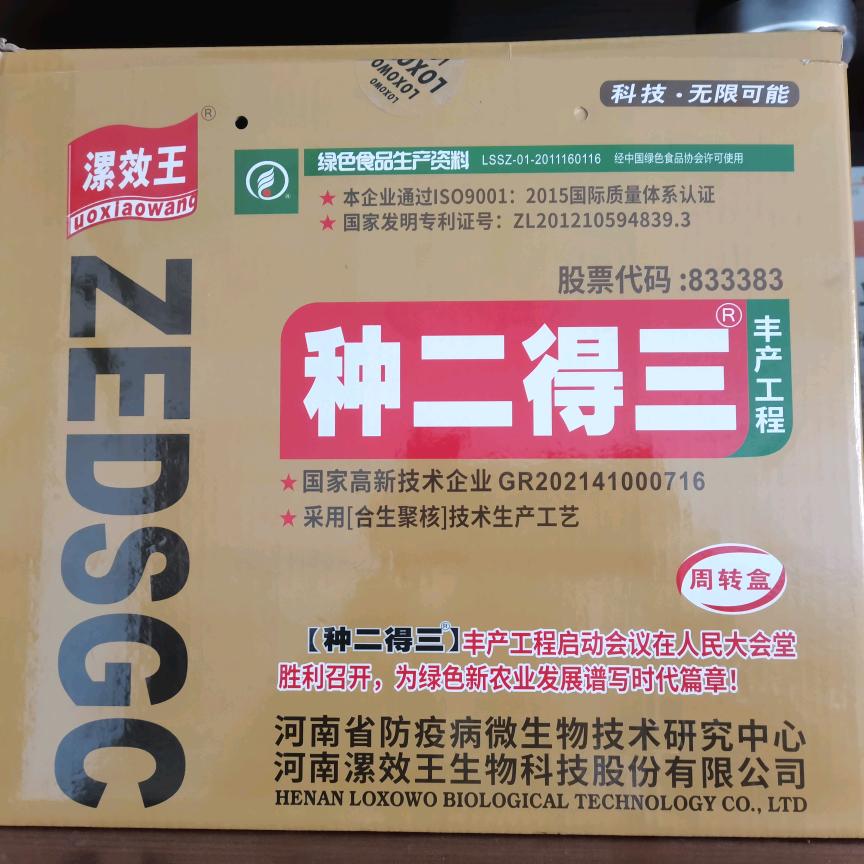 LOXOWO
LOXOWO
科技·无限可能
漯效王®
luoxiaowang
绿色食品生产资料 LSSZ-01-2011160116 经中国绿色食品协会许可使用
★ 本企业通过ISO9001：2015国际质量体系认证
★ 国家发明专利证号：ZL201210594839.3
股票代码:833383
种二得三®
丰产工程
★ 国家高新技术企业 GR202141000716
★ 采用[合生聚核]技术生产工艺
周转盒
【种二得三®】丰产工程启动会议在人民大会堂
胜利召开，为绿色新农业发展谱写时代篇章！
河南省防疫病微生物技术研究中心
河南漯效王生物科技股份有限公司
HENAN LOXOWO BIOLOGICAL TECHNOLOGY CO., LTD
ZEDSGC